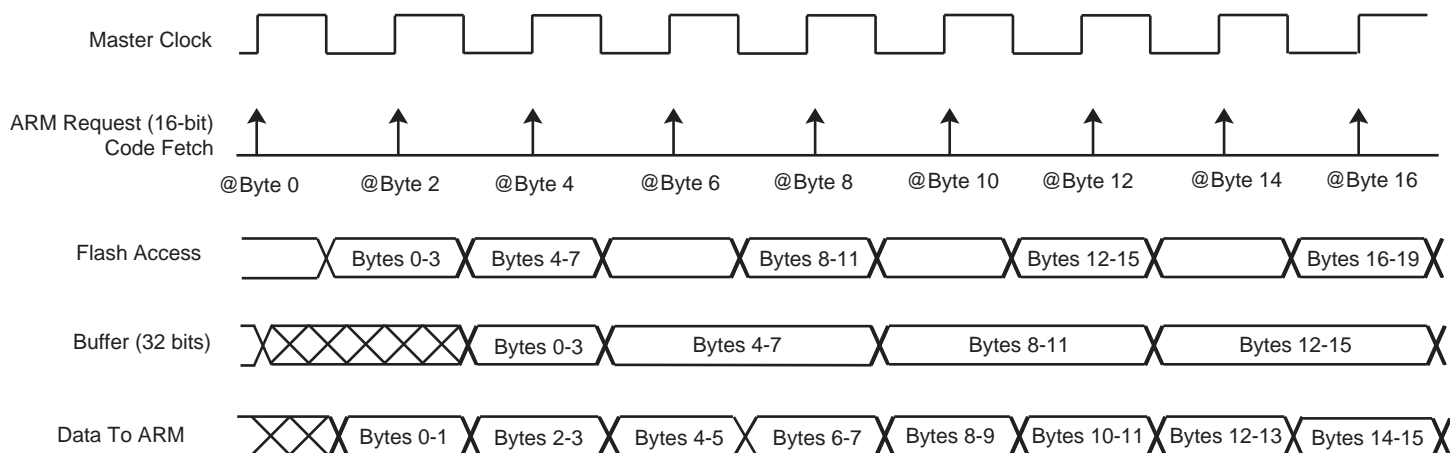 Master Clock
ARM Request (16-bit)
Code Fetch
@Byte 0 @Byte 2 @Byte 4 @Byte 6 @Byte 8 @Byte 10 @Byte 12 @Byte 14 @Byte 16
Flash Access Bytes 0-3 Bytes 4-7 Bytes 8-11 Bytes 12-15 Bytes 16-19
Buffer (32 bits) Bytes 0-3 Bytes 4-7 Bytes 8-11 Bytes 12-15
Data To ARM Bytes 0-1 Bytes 2-3 Bytes 4-5 Bytes 6-7 Bytes 8-9 Bytes 10-11 Bytes 12-13 Bytes 14-15